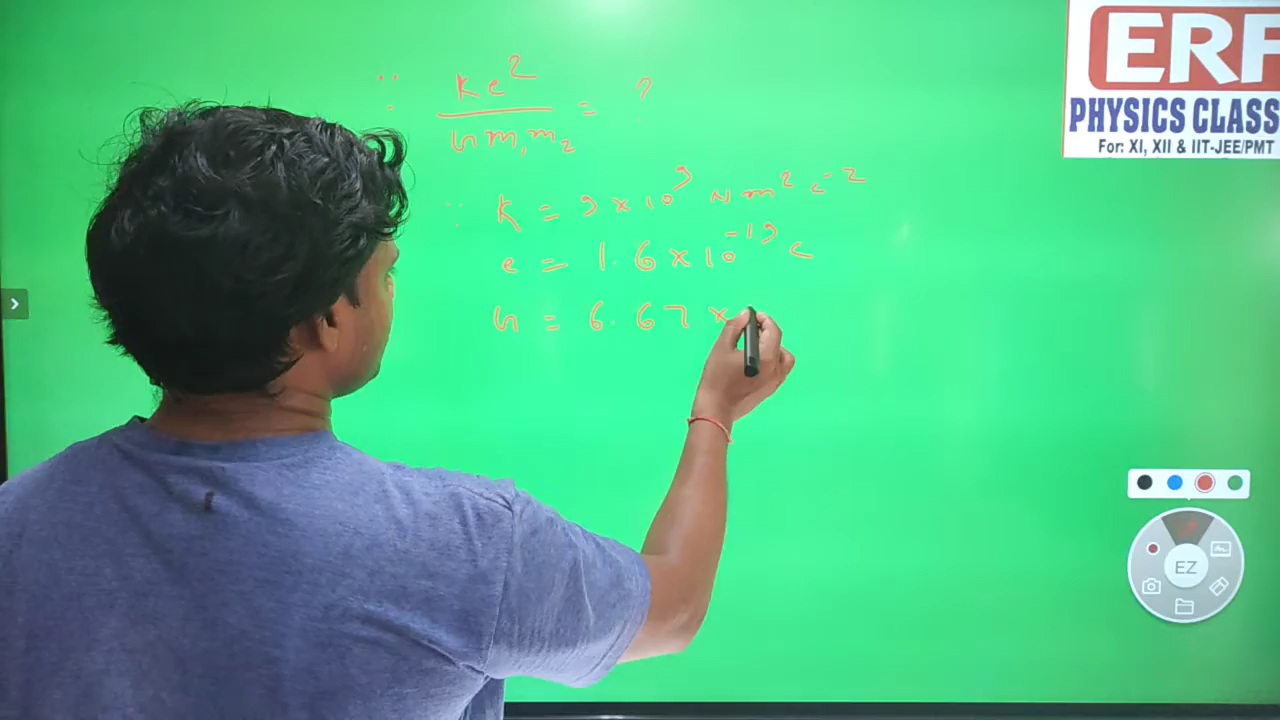 ∵ Ke² / Gm₁m₂ = ?
∵ K = 9 × 10⁹ N m² c⁻²
e = 1.6 × 10⁻¹⁹ c
G = 6.67 ×
ERF
PHYSICS CLASS
For: XI, XII & IIT-JEE/PMT
EZ